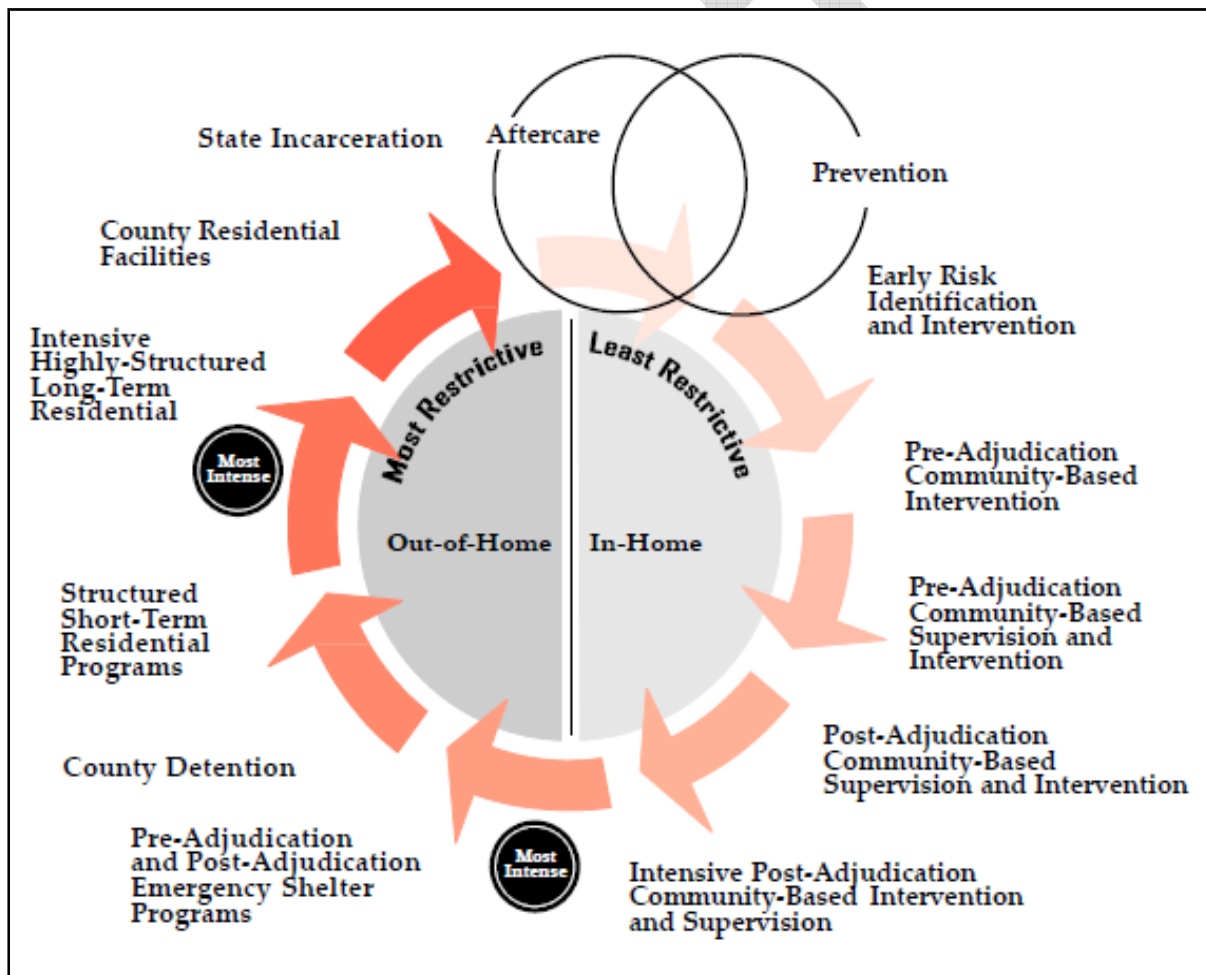 State Incarceration
Aftercare
Prevention
County Residential
Facilities
Early Risk
Identification
and Intervention
Intensive
Highly-Structured
Long-Term
Residential
Most Restrictive
Least Restrictive
Most
Intense
Pre-Adjudication
Community-Based
Intervention
Out-of-Home
In-Home
Structured
Short-Term
Residential
Programs
Pre-Adjudication
Community-Based
Supervision and
Intervention
County Detention
Post-Adjudication
Community-Based
Supervision and Intervention
Pre-Adjudication
and Post-Adjudication
Emergency Shelter
Programs
Most
Intense
Intensive Post-Adjudication
Community-Based Intervention
and Supervision